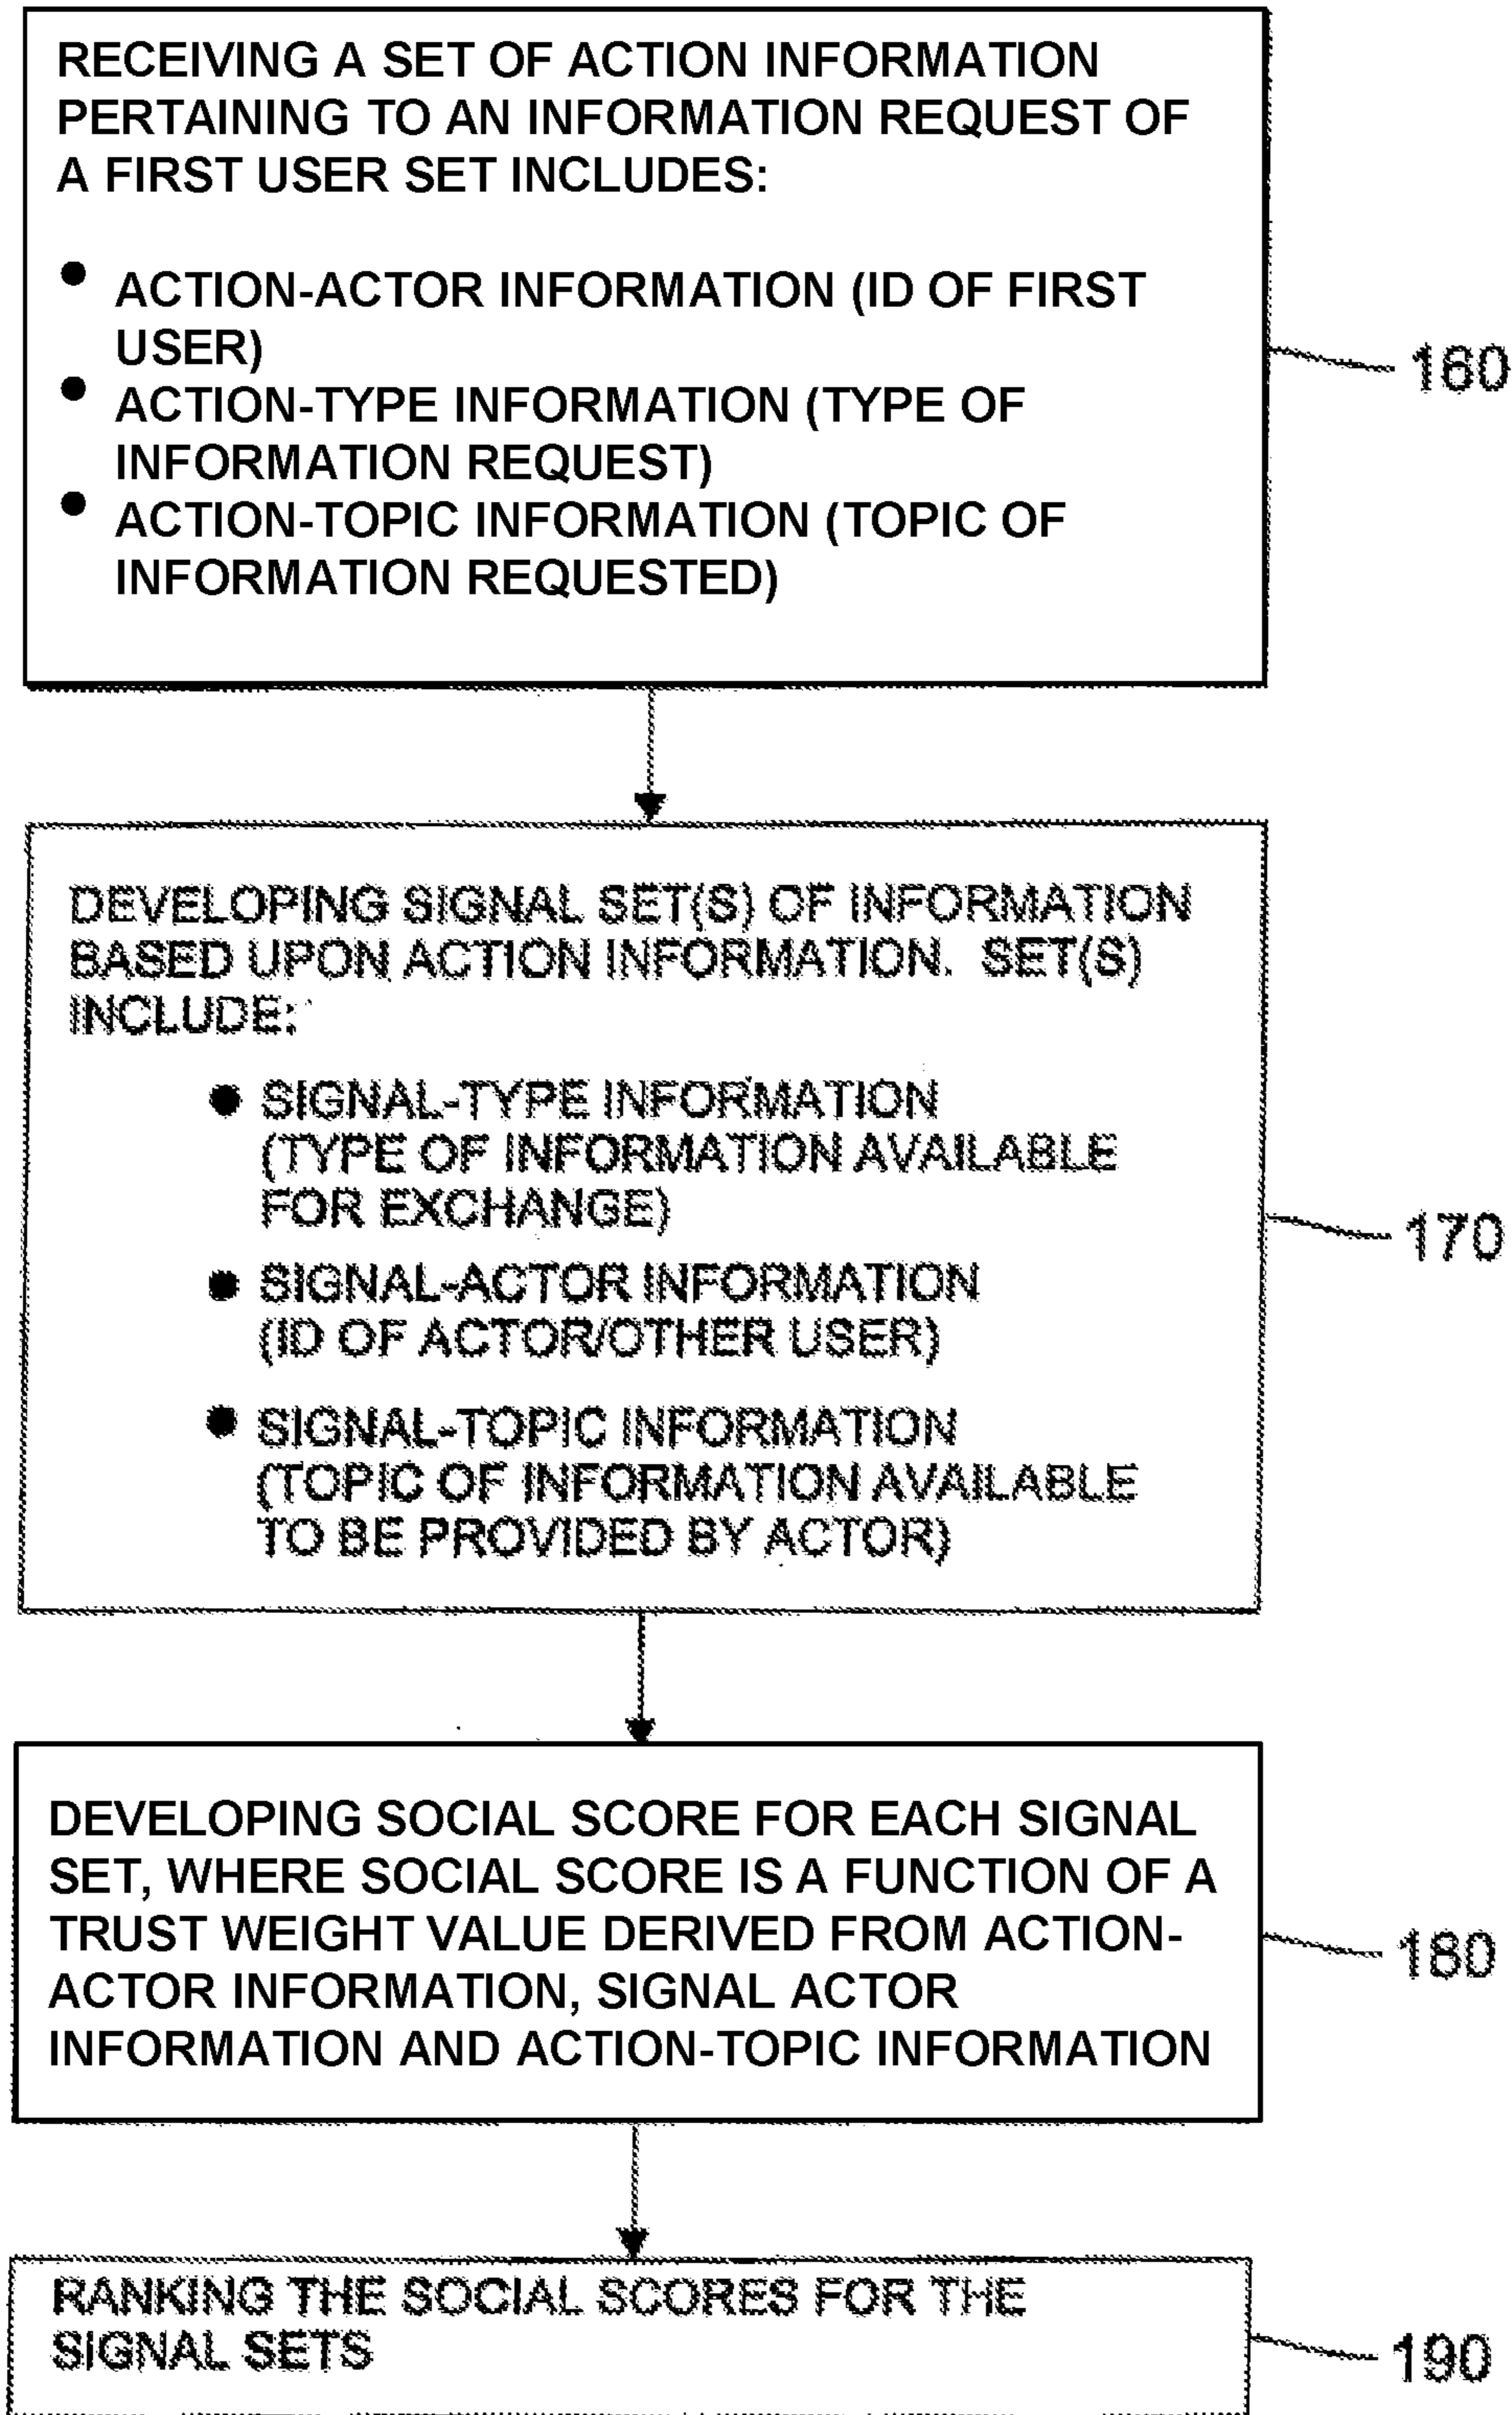 RECEIVING A SET OF ACTION INFORMATION
PERTAINING TO AN INFORMATION REQUEST OF
A FIRST USER SET INCLUDES:
• ACTION-ACTOR INFORMATION (ID OF FIRST
USER)
• ACTION-TYPE INFORMATION (TYPE OF
INFORMATION REQUEST)
• ACTION-TOPIC INFORMATION (TOPIC OF
INFORMATION REQUESTED)
160
DEVELOPING SIGNAL SET(S) OF INFORMATION
BASED UPON ACTION INFORMATION. SET(S)
INCLUDE:
• SIGNAL-TYPE INFORMATION
(TYPE OF INFORMATION AVAILABLE
FOR EXCHANGE)
• SIGNAL-ACTOR INFORMATION
(ID OF ACTOR/OTHER USER)
• SIGNAL-TOPIC INFORMATION
(TOPIC OF INFORMATION AVAILABLE
TO BE PROVIDED BY ACTOR)
170
DEVELOPING SOCIAL SCORE FOR EACH SIGNAL
SET, WHERE SOCIAL SCORE IS A FUNCTION OF A
TRUST WEIGHT VALUE DERIVED FROM ACTION-
ACTOR INFORMATION, SIGNAL ACTOR
INFORMATION AND ACTION-TOPIC INFORMATION
180
RANKING THE SOCIAL SCORES FOR THE
SIGNAL SETS
190